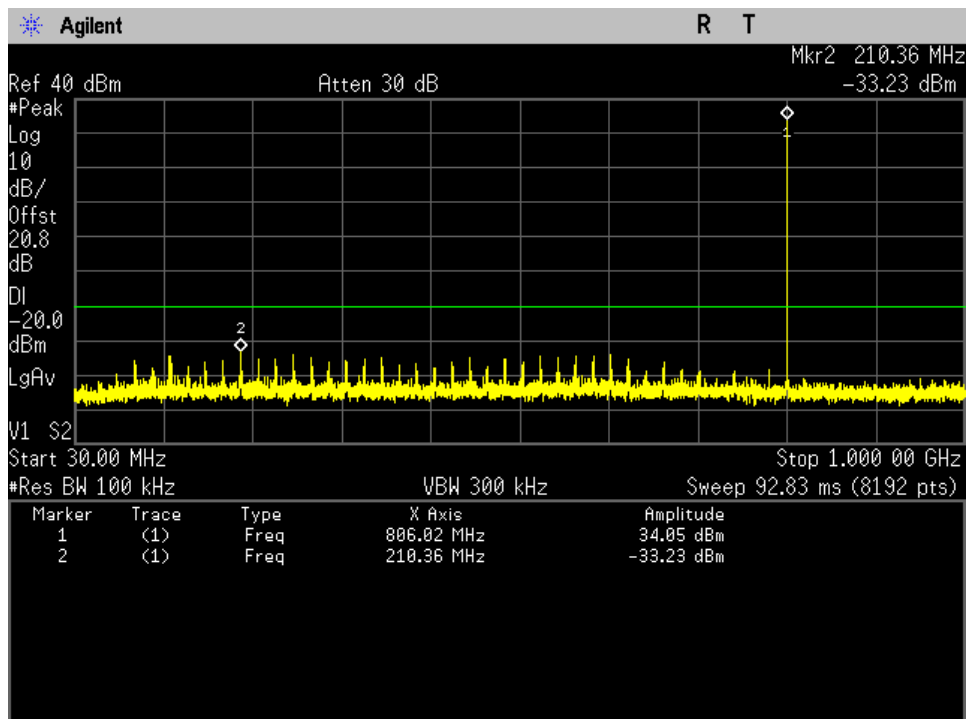 Agilent R T
Mkr2 210.36 MHz
Ref 40 dBm Atten 30 dB -33.23 dBm
#Peak
Log
10
dB/
Offst
20.8
dB
DI
-20.0
dBm
LgAv
V1 S2
1
2
Start 30.00 MHz Stop 1.000 00 GHz
#Res BW 100 kHz VBW 300 kHz Sweep 92.83 ms (8192 pts)
Marker Trace Type X Axis Amplitude
1 (1) Freq 806.02 MHz 34.05 dBm
2 (1) Freq 210.36 MHz -33.23 dBm